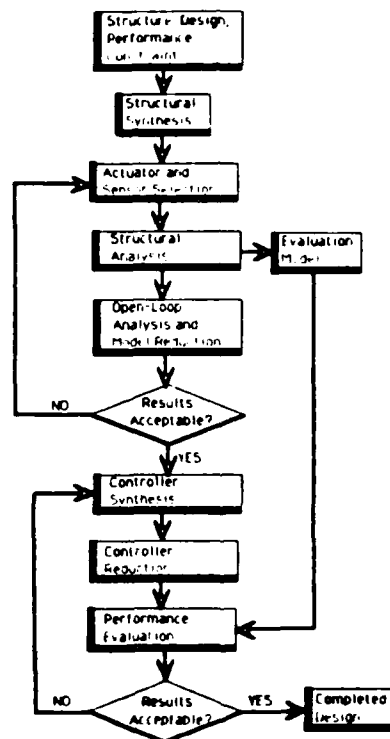 Structure Design,
Performance
Constraint
Structural
Synthesis
Actuator and
Sensor Selection
Structural
Analysis
Evaluation
Model
Open-Loop
Analysis and
Model Reduction
NO
Results
Acceptable?
YES
Controller
Synthesis
Controller
Reduction
Performance
Evaluation
NO
Results
Acceptable?
YES
Completed
Design